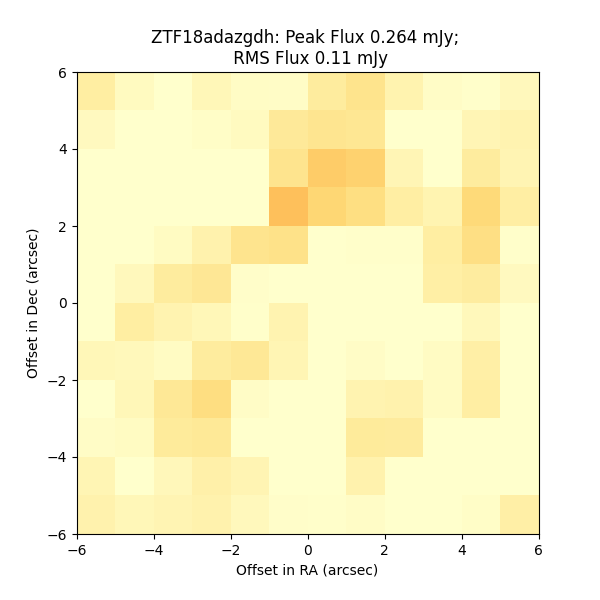 ZTF18adazgdh: Peak Flux 0.264 mJy;
RMS Flux 0.11 mJy
6
4
2
0
−2
−4
−6
Offset in Dec (arcsec)
−6 −4 −2 0 2 4 6
Offset in RA (arcsec)